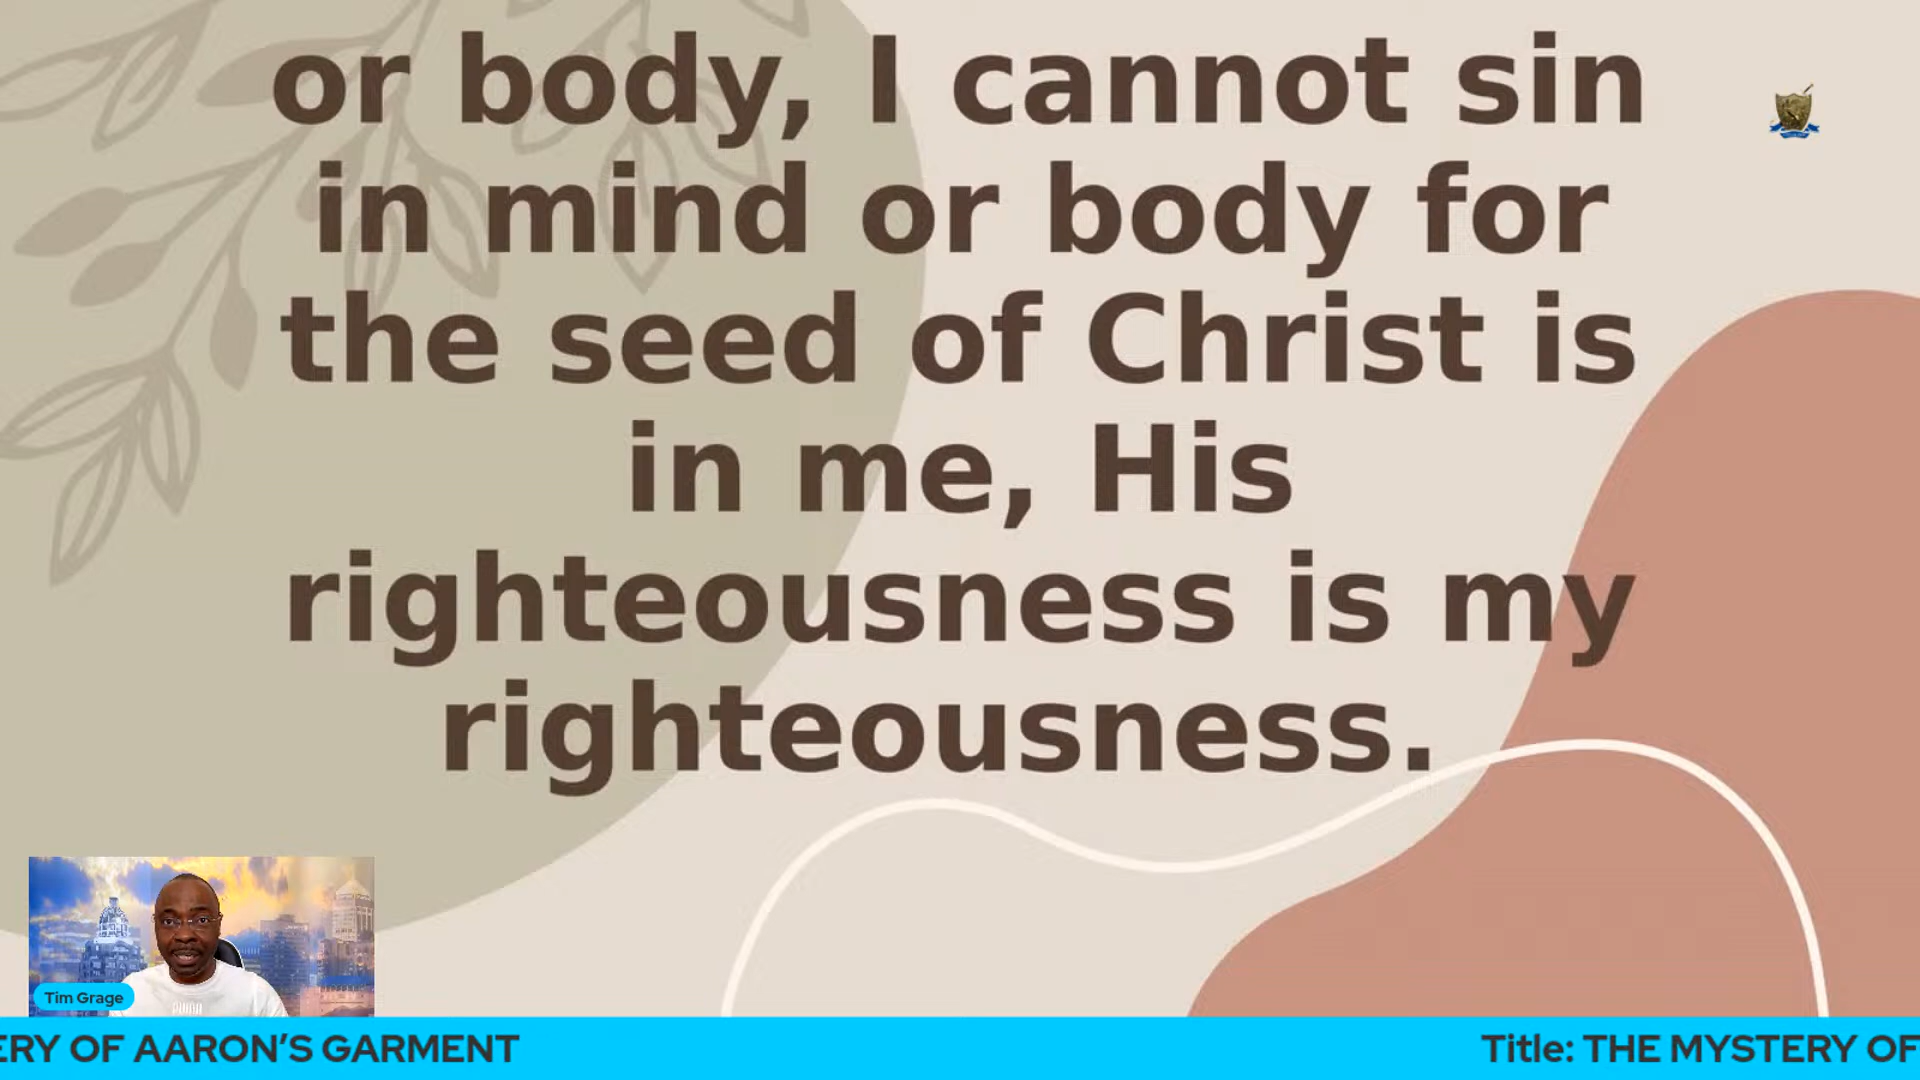 or body, I cannot sin
in mind or body for
the seed of Christ is
in me, His
righteousness is my
righteousness.
PUMA
Tim Grage
ERY OF AARON’S GARMENT
Title: THE MYSTERY OF